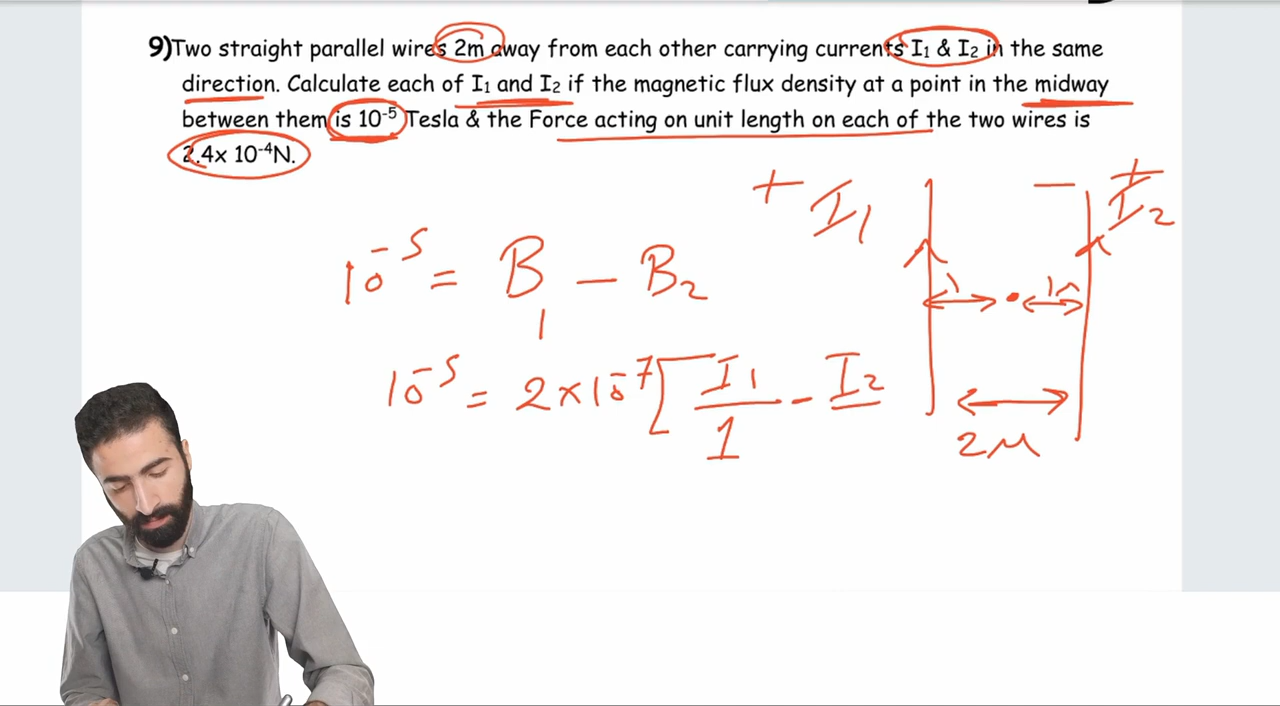 9)Two straight parallel wires 2m away from each other carrying currents I₁ & I₂ in the same
direction. Calculate each of I₁ and I₂ if the magnetic flux density at a point in the midway
between them is 10⁻⁵ Tesla & the Force acting on unit length on each of the two wires is
2.4x 10⁻⁴N.
+ I₁ − + I₂
10⁻⁵ = B₁ − B₂
1 1m
10⁻⁵ = 2×10⁻⁷[ I₁/1 - I₂
2M